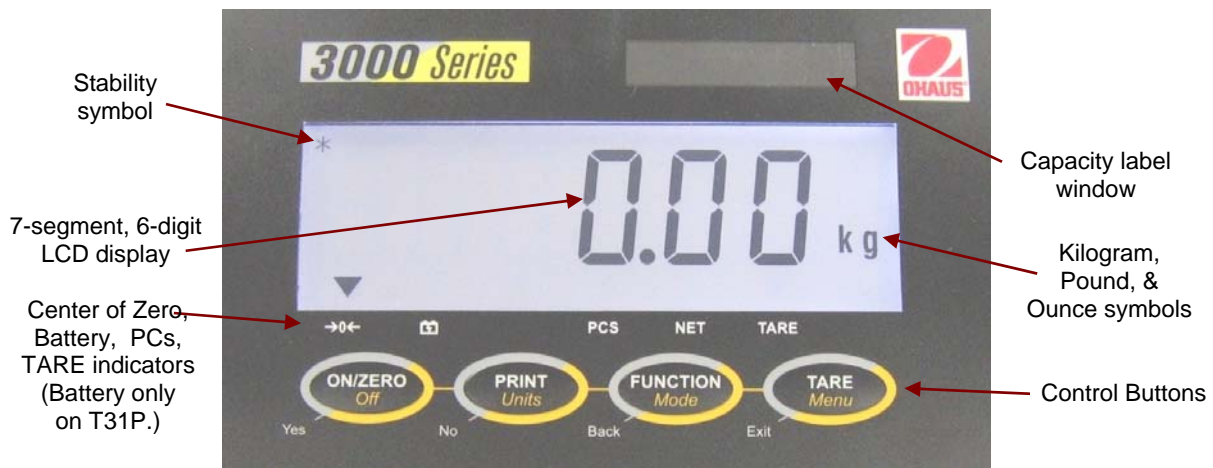 3000 Series
OHAUS
Stability
symbol
*
7-segment, 6-digit
LCD display
0.00 kg
Capacity label
window
Kilogram,
Pound, &
Ounce symbols
Center of Zero,
Battery, PCs,
TARE indicators
(Battery only
on T31P.)
→0← PCS NET TARE
ON/ZERO
Off
PRINT
Units
FUNCTION
Mode
TARE
Menu
Yes No Back Exit
Control Buttons